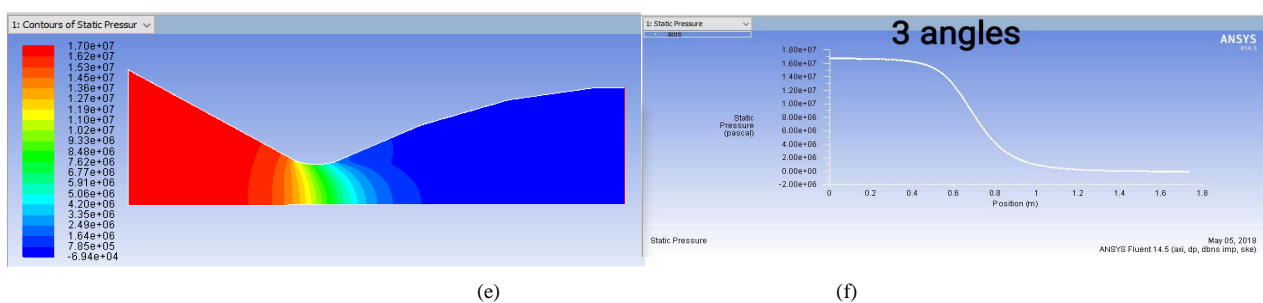 1: Contours of Static Pressur
1.70e+07
1.62e+07
1.53e+07
1.45e+07
1.36e+07
1.27e+07
1.19e+07
1.10e+07
1.02e+07
9.33e+06
8.48e+06
7.62e+06
6.77e+06
5.91e+06
5.06e+06
4.20e+06
3.35e+06
2.49e+06
1.64e+06
7.85e+05
-6.94e+04
(e)
1: Static Pressure
axis
3 angles
ANSYS
R14.5
1.80e+07
1.60e+07
1.40e+07
1.20e+07
1.00e+07
8.00e+06
6.00e+06
4.00e+06
2.00e+06
0.00e+00
-2.00e+06
Static
Pressure
(pascal)
0 0.2 0.4 0.6 0.8 1 1.2 1.4 1.6 1.8
Position (m)
Static Pressure
May 05, 2018
ANSYS Fluent 14.5 (axi, dp, dbns imp, ske)
(f)